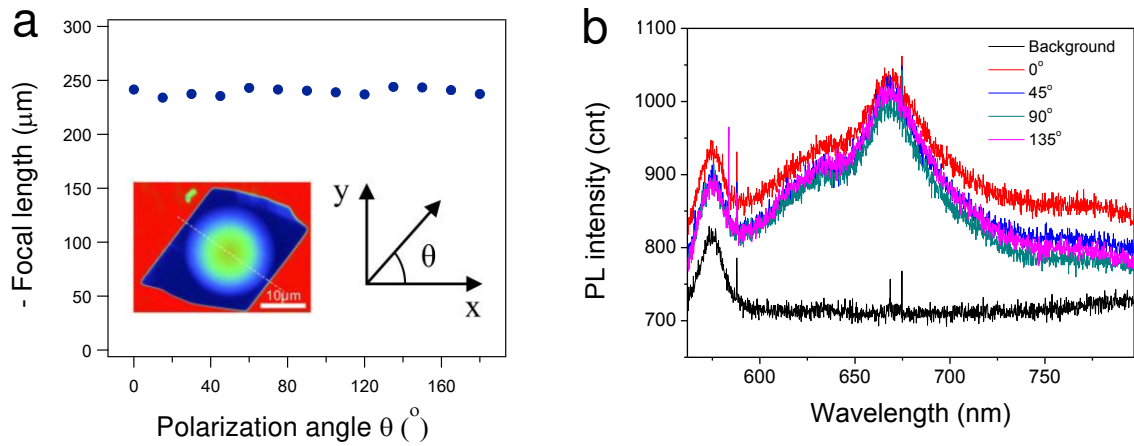 a
300
250
200
150
100
50
0
- Focal length (μm)
0
40
80
120
160
Polarization angle θ (°)
10μm
y
θ
x
b
1100
1000
900
800
700
PL intensity (cnt)
600
650
700
750
Wavelength (nm)
Background
0°
45°
90°
135°